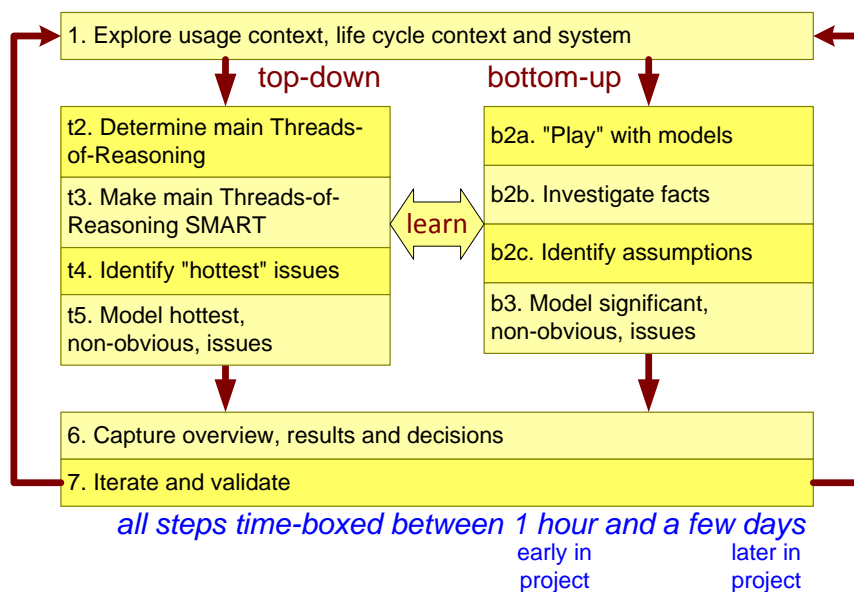 1. Explore usage context, life cycle context and system
top-down
bottom-up
t2. Determine main Threads-
of-Reasoning
t3. Make main Threads-of-
Reasoning SMART
t4. Identify "hottest" issues
t5. Model hottest,
non-obvious, issues
learn
b2a. "Play" with models
b2b. Investigate facts
b2c. Identify assumptions
b3. Model significant,
non-obvious, issues
6. Capture overview, results and decisions
7. Iterate and validate
all steps time-boxed between 1 hour and a few days
early in
project
later in
project